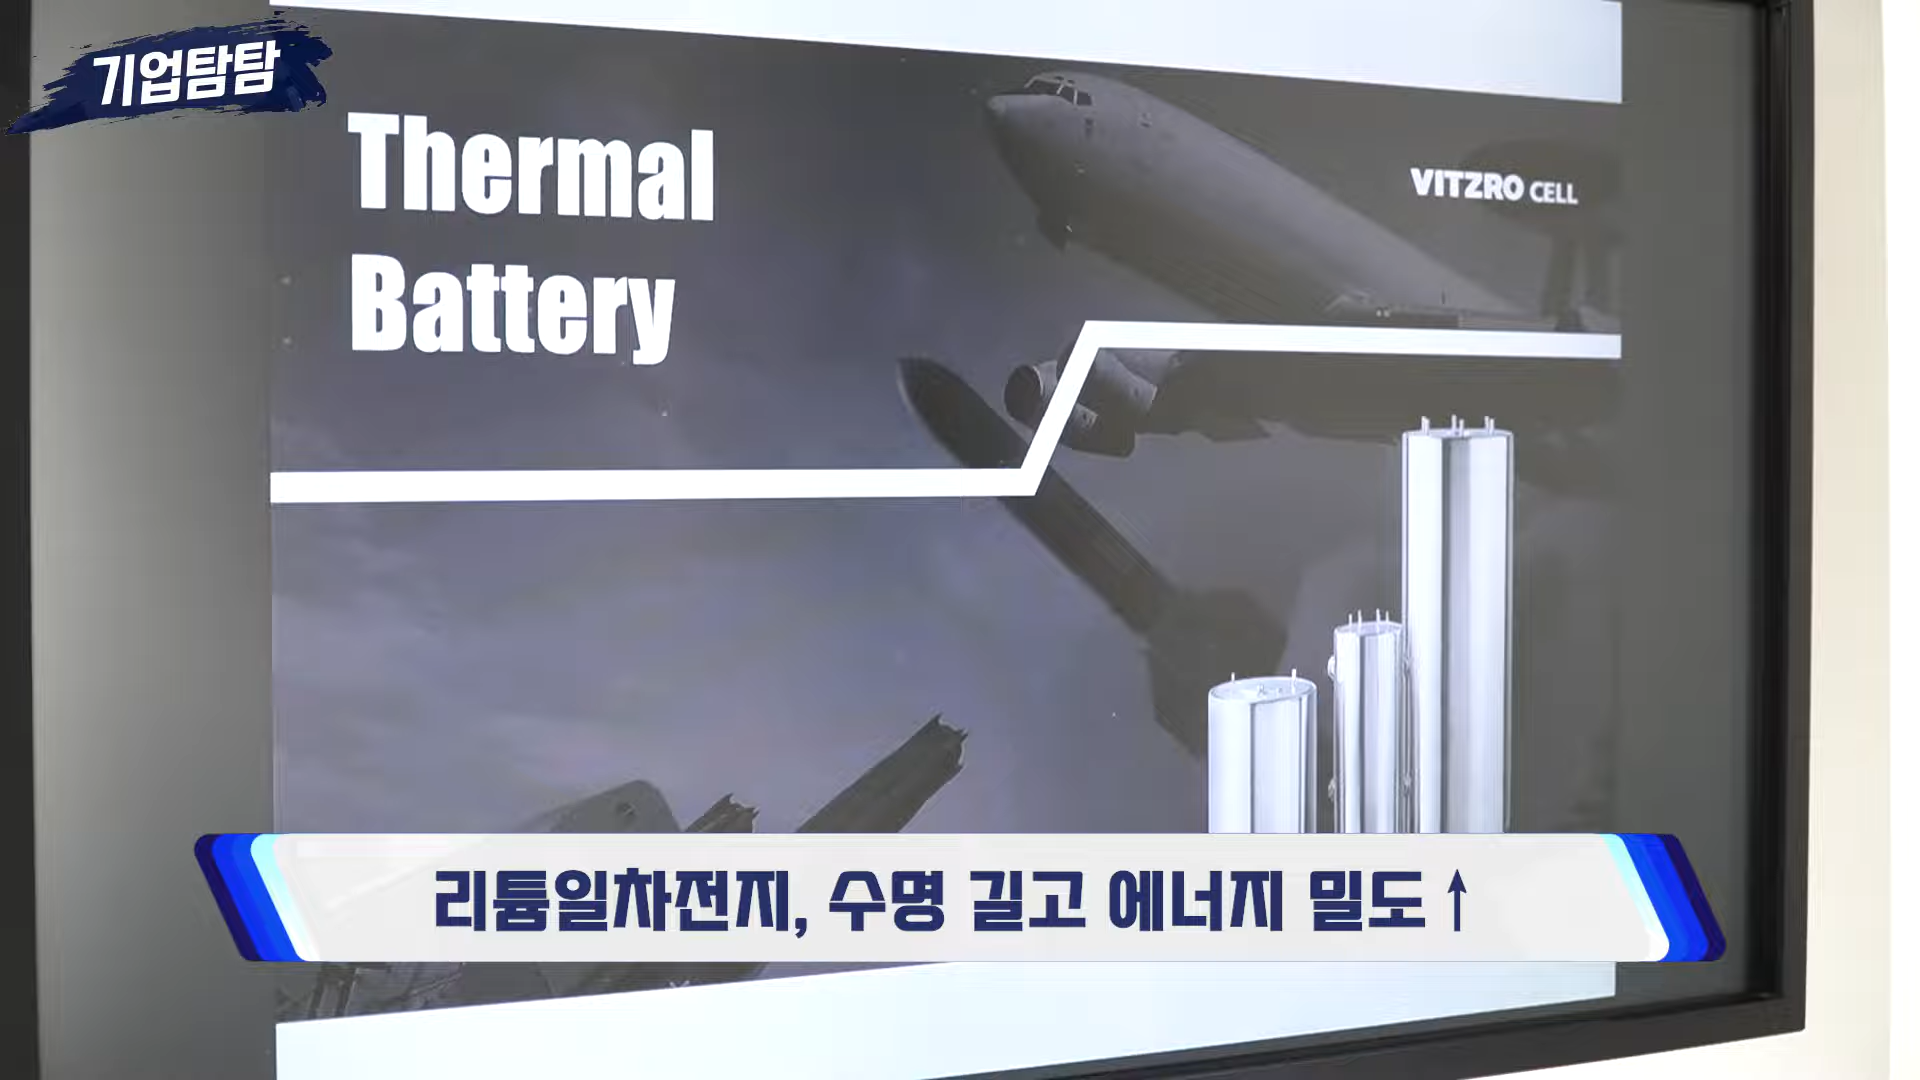 기업탐탐
Thermal
Battery
VITZRO CELL
리튬일차전지, 수명 길고 에너지 밀도↑